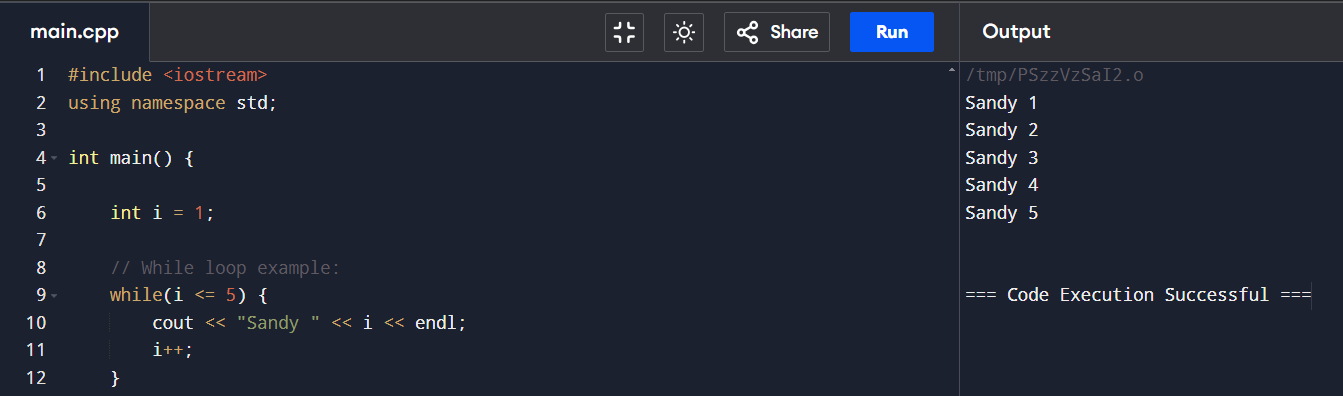 main.cpp
Share
Run
Output
1 #include <iostream>
2 using namespace std;
3
4 int main() {
5
6     int i = 1;
7
8     // While loop example:
9     while(i <= 5) {
10         cout << "Sandy " << i << endl;
11         i++;
12     }
/tmp/PSzzVzSaI2.o
Sandy 1
Sandy 2
Sandy 3
Sandy 4
Sandy 5
=== Code Execution Successful ===